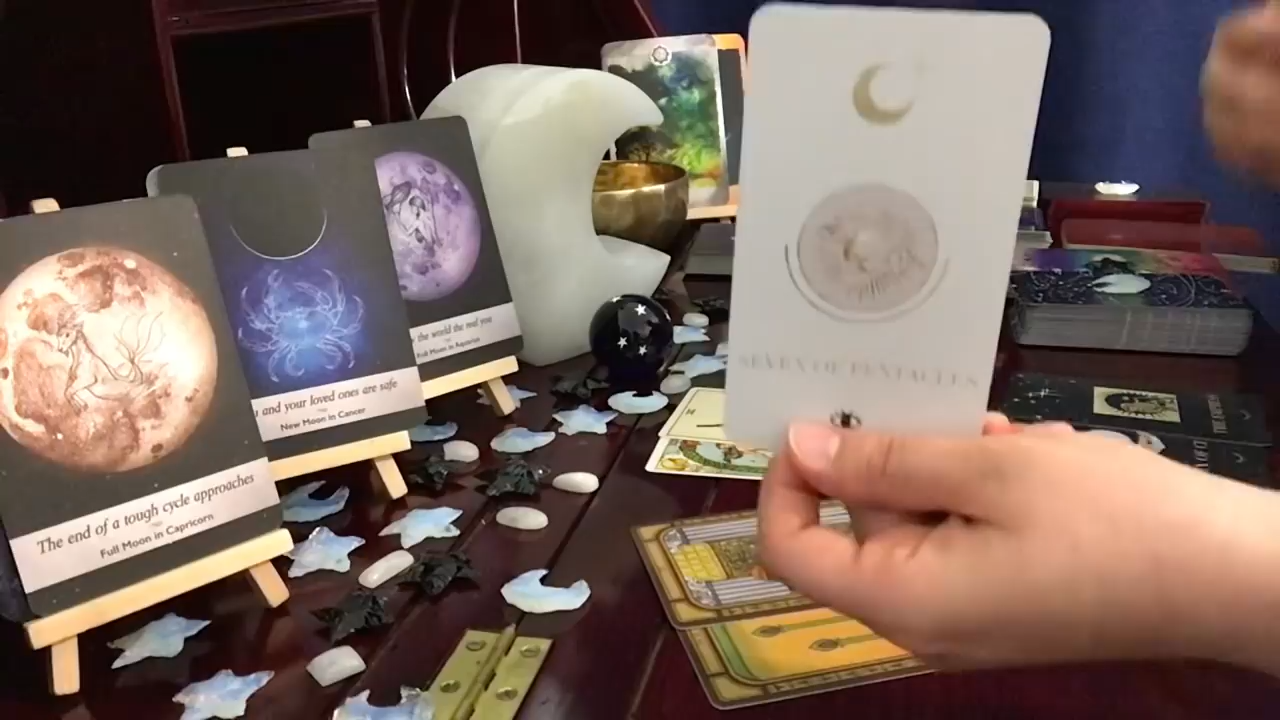 The end of a tough cycle approaches
Full Moon in Capricorn
and your loved ones are safe
New Moon in Cancer
the world the real you
Full Moon in Aquarius
SEVEN OF PENTACLES